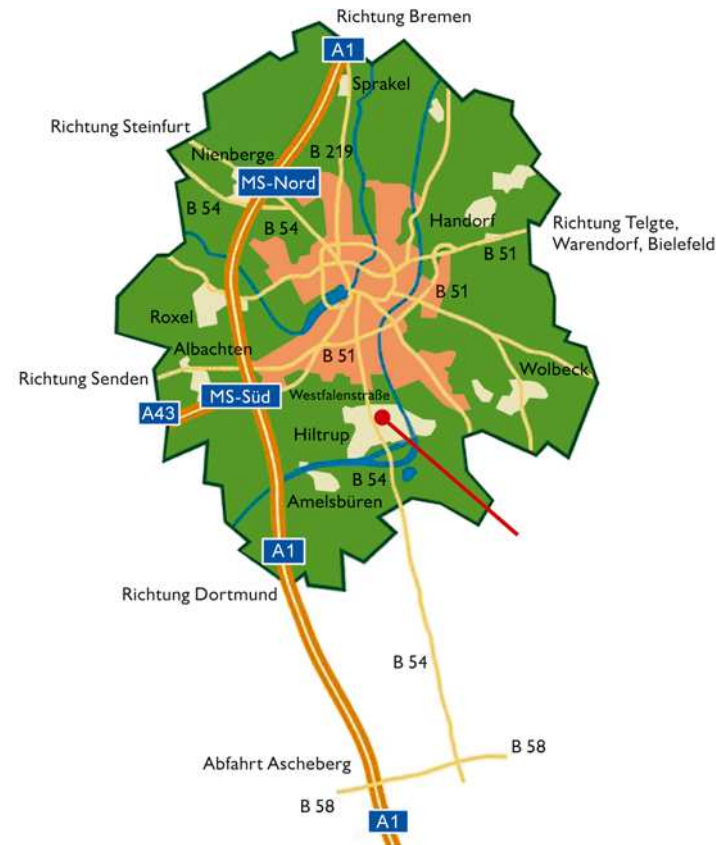 Richtung Bremen
A1
Sprakel
Richtung Steinfurt
Nienberge
B 219
MS-Nord
B 54
B 54
Handorf
Richtung Telgte,
Warendorf, Bielefeld
B 51
B 51
Roxel
Albachten
B 51
Wolbeck
Richtung Senden
MS-Süd
Westfalenstraße
A43
Hiltrup
B 54
Amelsbüren
A1
Richtung Dortmund
B 54
B 58
Abfahrt Ascheberg
B 58
A1